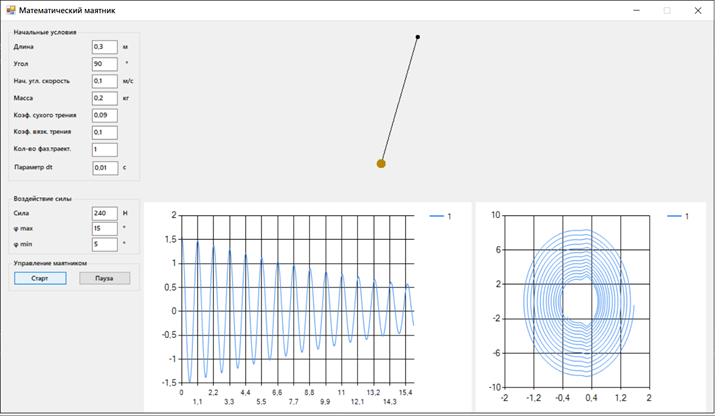 Математический маятник
Начальные условия
Длина 0,3 м
Угол 90 °
Нач. угл. скорость 0,1 м/с
Масса 0,2 кг
Коэф. сухого трения 0,09
Коэф. вязк. трения 0,1
Кол-во фаз.траект. 1
Параметр dt 0,01 с
Воздействие силы
Сила 240 Н
φ max 15 °
φ min 5 °
Управление маятником
Старт Пауза
2
1,5
1
0,5
0
-0,5
-1
-1,5
0 2,2 4,4 6,6 8,8 11 13,2 15,4
1,1 3,3 5,5 7,7 9,9 12,1 14,3
1
10
6
2
-2
-6
-10
-2 -1,2 -0,4 0,4 1,2 2
1